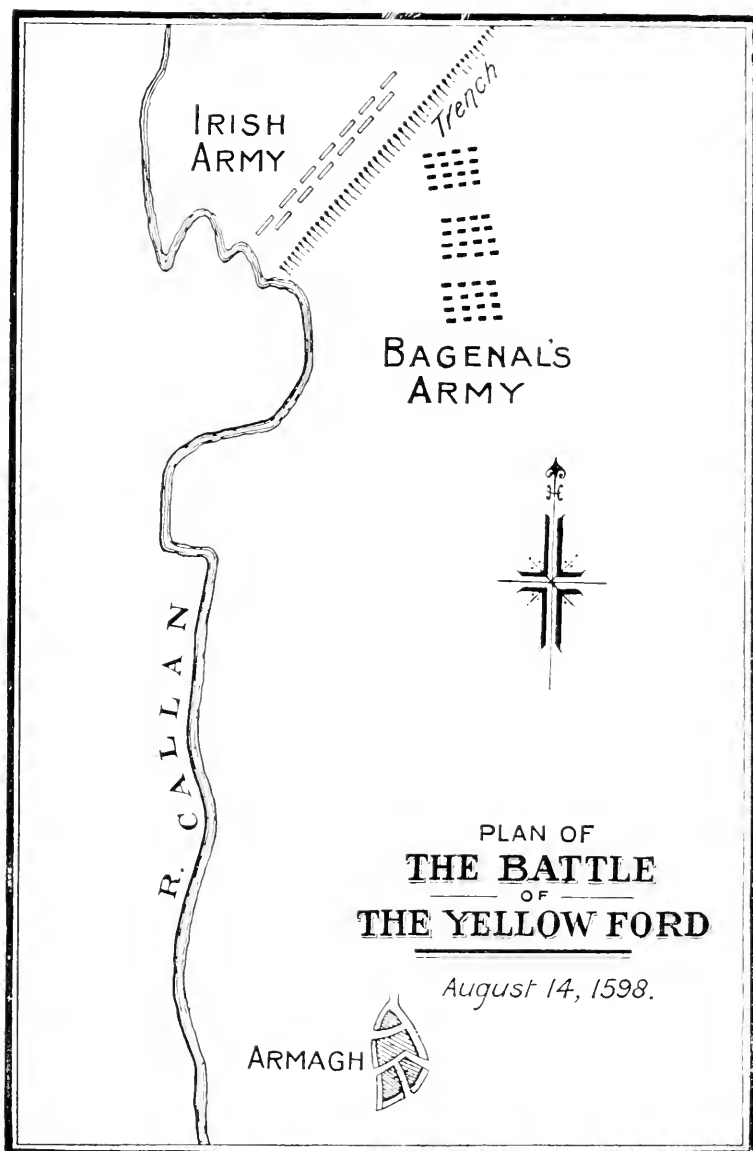 IRISH
ARMY
Trench
BAGENAL'S
ARMY
R. CALLAN
PLAN OF
THE BATTLE
OF
THE YELLOW FORD
August 14, 1598.
ARMAGH